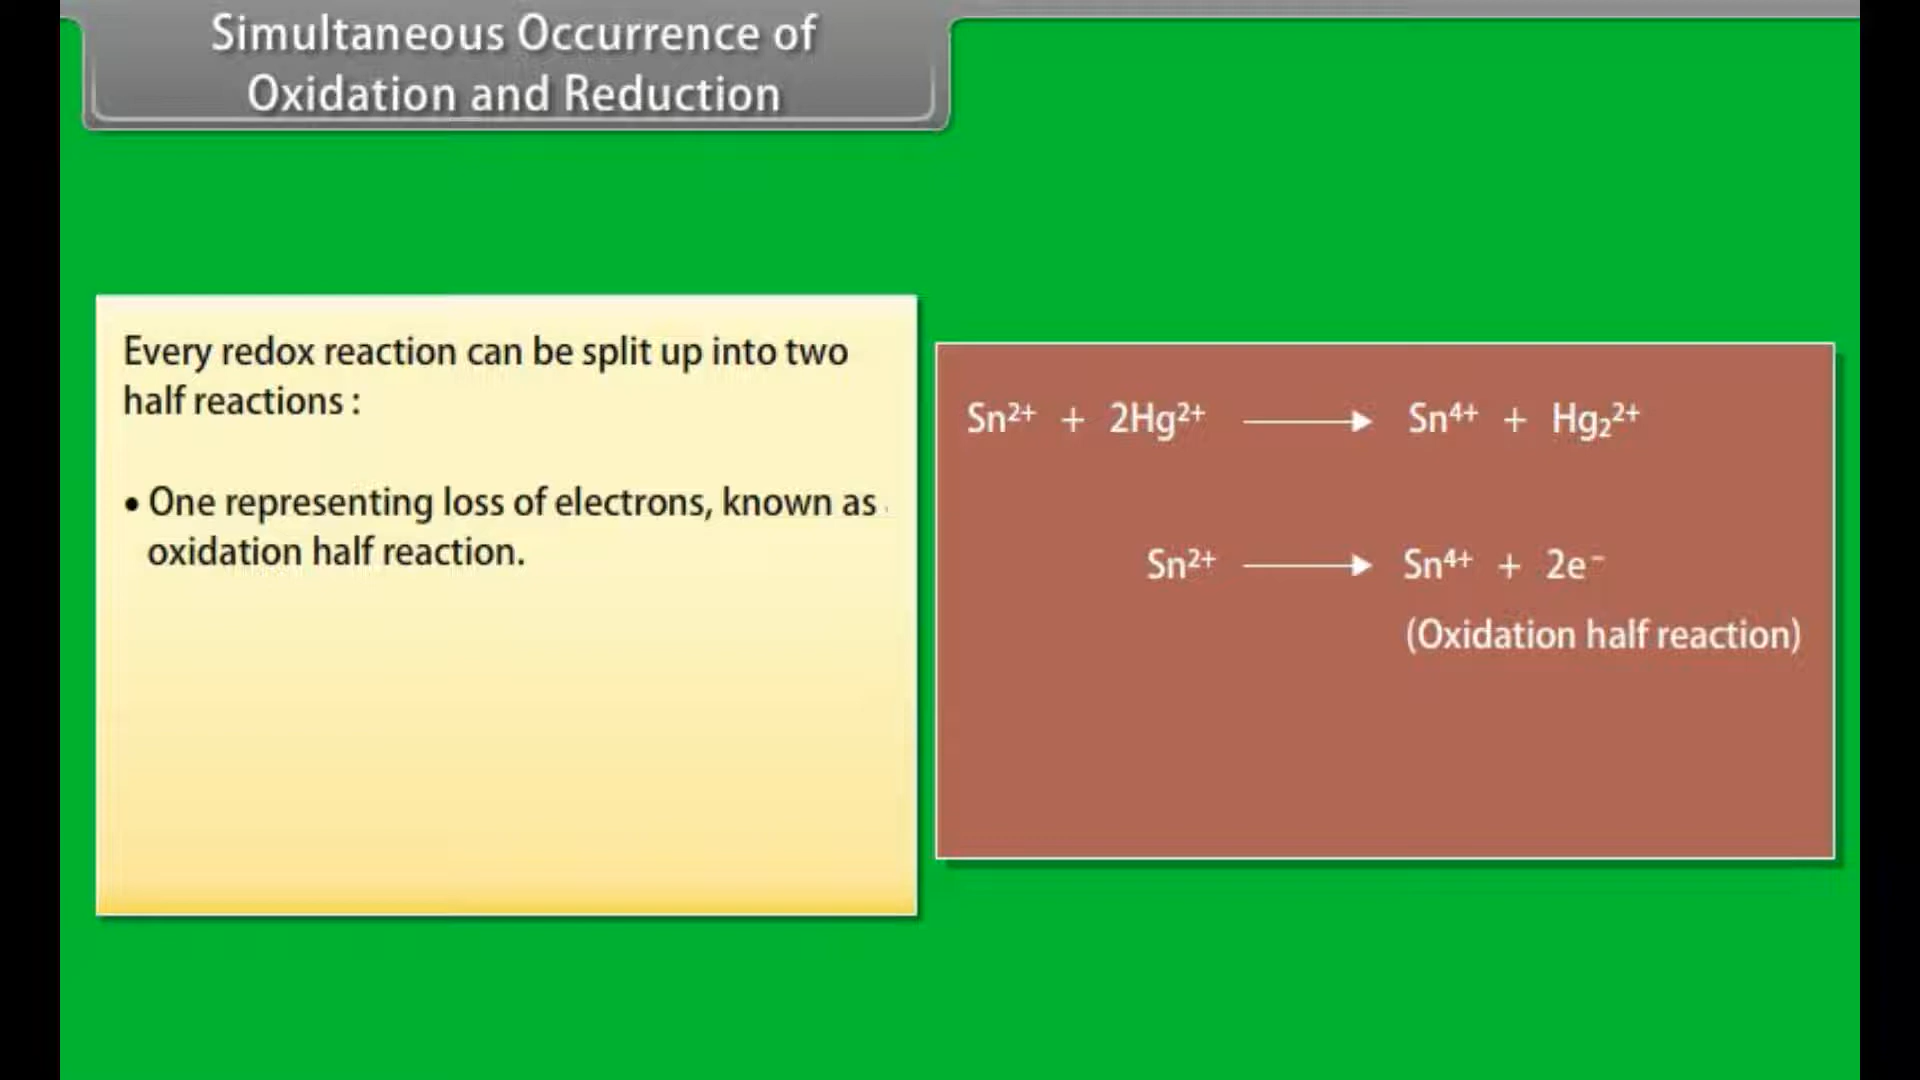 Simultaneous Occurrence of
Oxidation and Reduction
Every redox reaction can be split up into two
half reactions :
• One representing loss of electrons, known as
oxidation half reaction.
Sn²⁺ + 2Hg²⁺ ⟶ Sn⁴⁺ + Hg₂²⁺
Sn²⁺ ⟶ Sn⁴⁺ + 2e⁻
(Oxidation half reaction)